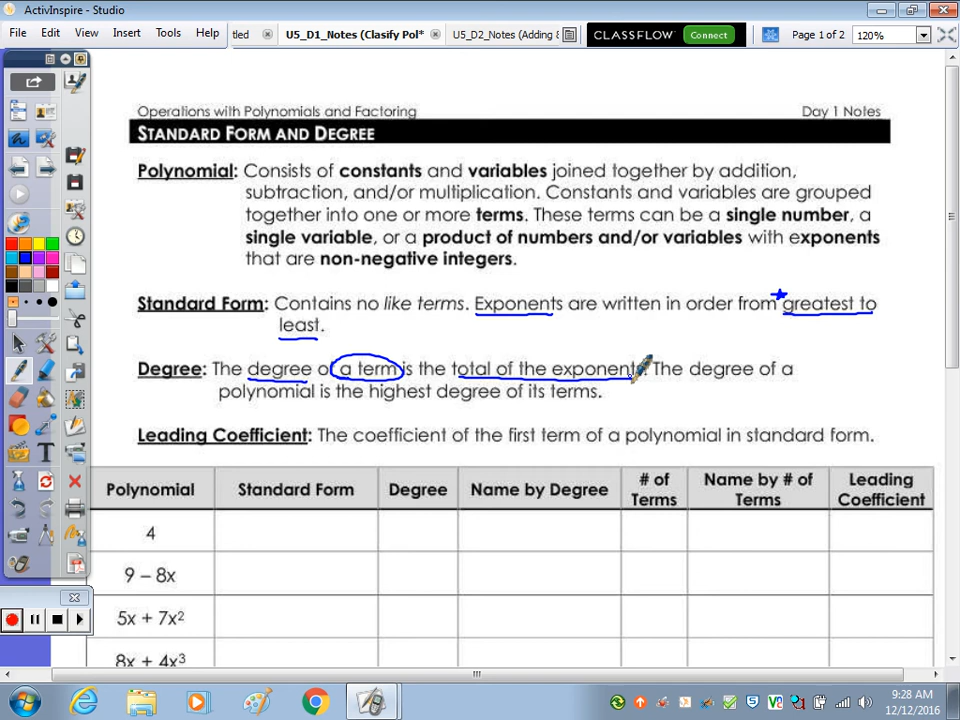 ActivInspire - Studio
File Edit View Insert Tools Help
tled U5_D1_Notes (Clasify Pol* U5_D2_Notes (Adding & CLASSFLOW Connect Page 1 of 2 120%
Operations with Polynomials and Factoring Day 1 Notes
STANDARD FORM AND DEGREE
Polynomial: Consists of constants and variables joined together by addition,
subtraction, and/or multiplication. Constants and variables are grouped
together into one or more terms. These terms can be a single number, a
single variable, or a product of numbers and/or variables with exponents
that are non-negative integers.
Standard Form: Contains no like terms. Exponents are written in order from greatest to
least.
Degree: The degree of a term is the total of the exponents. The degree of a
polynomial is the highest degree of its terms.
Leading Coefficient: The coefficient of the first term of a polynomial in standard form.
Polynomial Standard Form Degree Name by Degree # of Terms Name by # of Terms Leading Coefficient
4
9 – 8x
5x + 7x²
8x + 4x³
9:28 AM
12/12/2016